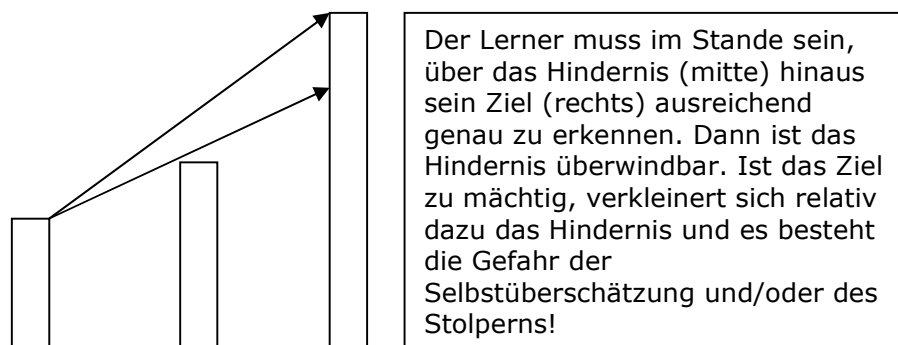 Der Lerner muss im Stande sein,
über das Hindernis (mitte) hinaus
sein Ziel (rechts) ausreichend
genau zu erkennen. Dann ist das
Hindernis überwindbar. Ist das Ziel
zu mächtig, verkleinert sich relativ
dazu das Hindernis und es besteht
die Gefahr der
Selbstüberschätzung und/oder des
Stolperns!